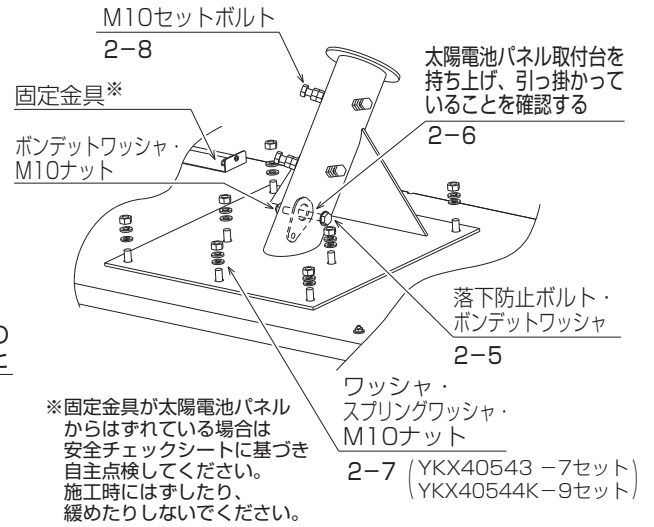 M10セットボルト
2-8
太陽電池パネル取付台を
持ち上げ、引っ掛かって
いることを確認する
2-6
固定金具※
ボンデットワッシャ・
M10ナット
落下防止ボルト・
ボンデットワッシャ
2-5
ワッシャ・
スプリングワッシャ・
M10ナット
2-7 (YKX40543 -7セット
YKX40544K-9セット)
※固定金具が太陽電池パネル
からはずれている場合は
安全チェックシートに基づき
自主点検してください。
施工時にはずしたり、
緩めたりしないでください。